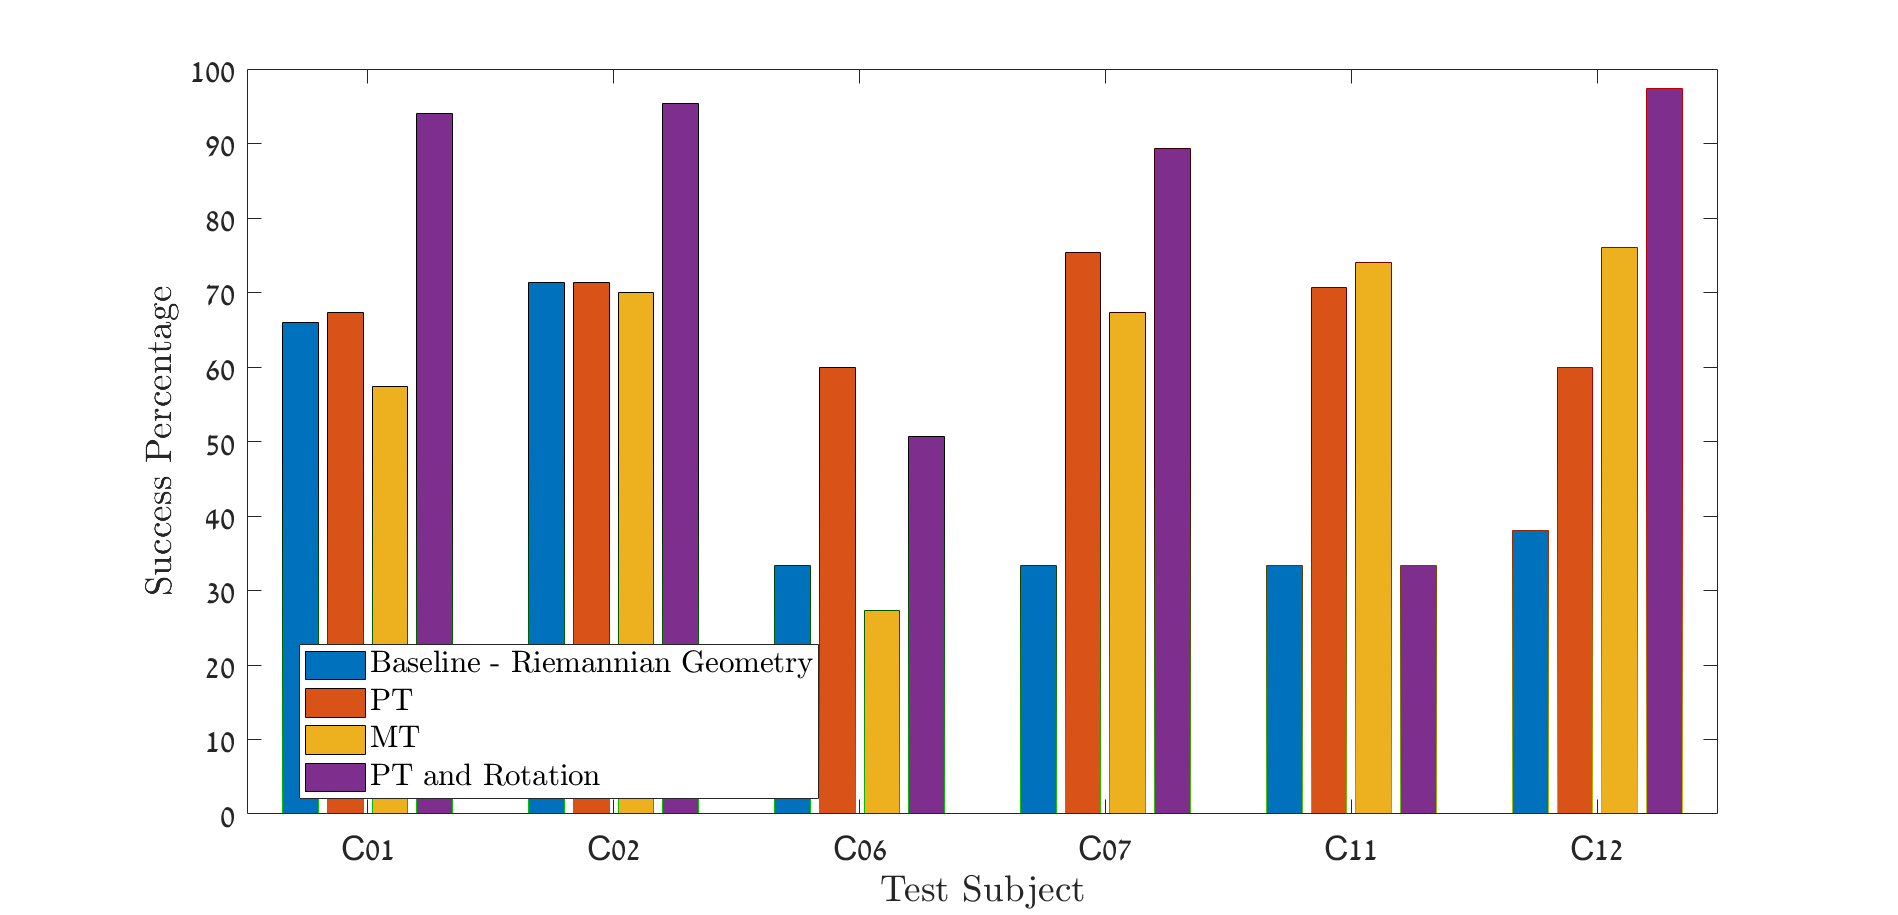 100
90
80
70
60
50
40
30
20
10
0
Success Percentage
Baseline - Riemannian Geometry
PT
MT
PT and Rotation
C01 C02 C06 C07 C11 C12
Test Subject